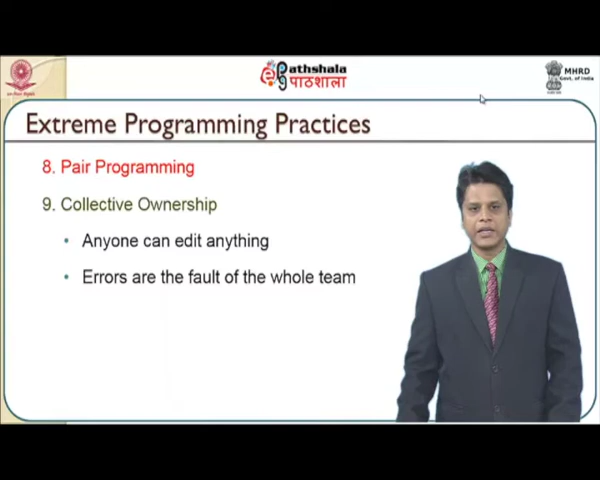 ePathshala
पाठशाला
MHRD
Govt. of India
Extreme Programming Practices
8. Pair Programming
9. Collective Ownership
• Anyone can edit anything
• Errors are the fault of the whole team